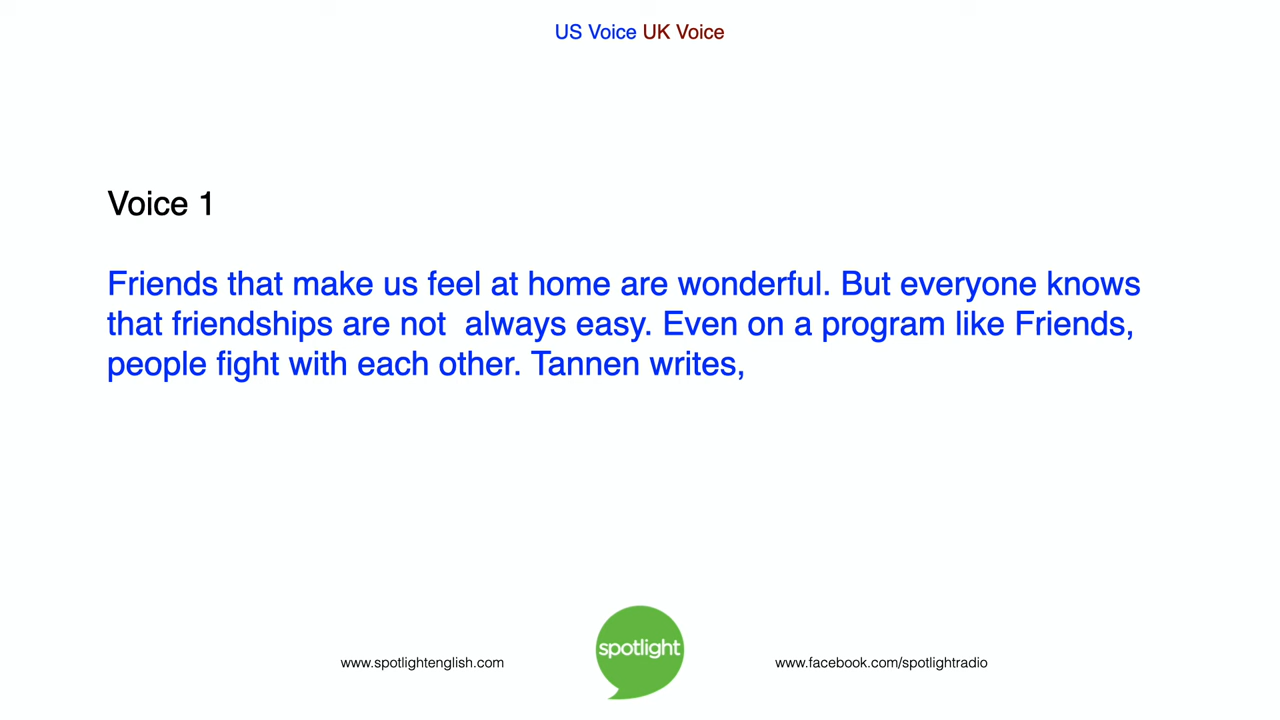 US Voice UK Voice
Voice 1
Friends that make us feel at home are wonderful. But everyone knows
that friendships are not  always easy. Even on a program like Friends,
people fight with each other. Tannen writes,
spotlight
www.spotlightenglish.com
www.facebook.com/spotlightradio